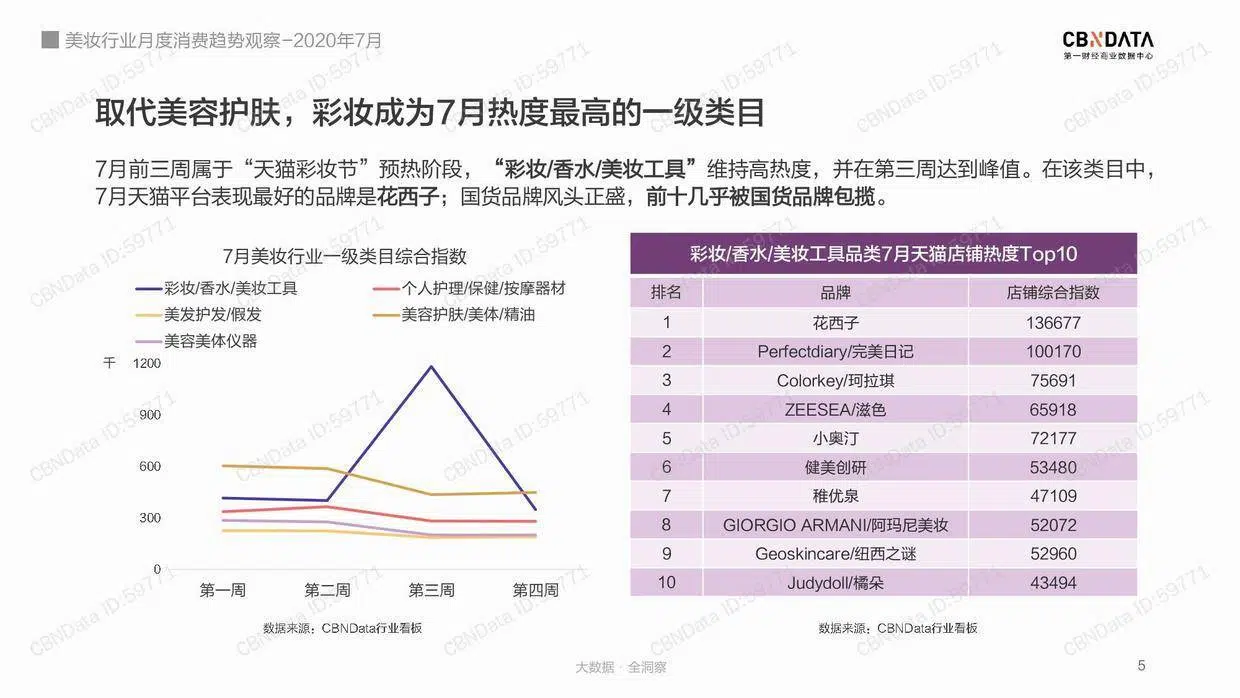 美妆行业月度消费趋势观察-2020年7月
CBNDATA
第一财经商业数据中心
取代美容护肤，彩妆成为7月热度最高的一级类目
7月前三周属于“天猫彩妆节”预热阶段，“彩妆/香水/美妆工具”维持高热度，并在第三周达到峰值。在该类目中，
7月天猫平台表现最好的品牌是花西子；国货品牌风头正盛，前十几乎被国货品牌包揽。
7月美妆行业一级类目综合指数
彩妆/香水/美妆工具 个人护理/保健/按摩器材
美发护发/假发 美容护肤/美体/精油
美容美体仪器
千 1200
900
600
300
0
第一周 第二周 第三周 第四周
数据来源：CBNData行业看板
彩妆/香水/美妆工具品类7月天猫店铺热度Top10
排名 品牌 店铺综合指数
1 花西子 136677
2 Perfectdiary/完美日记 100170
3 Colorkey/珂拉琪 75691
4 ZEESEA/滋色 65918
5 小奥汀 72177
6 健美创研 53480
7 稚优泉 47109
8 GIORGIO ARMANI/阿玛尼美妆 52072
9 Geoskincare/纽西之谜 52960
10 Judydoll/橘朵 43494
数据来源：CBNData行业看板
大数据·全洞察
5
CBNData ID:59771